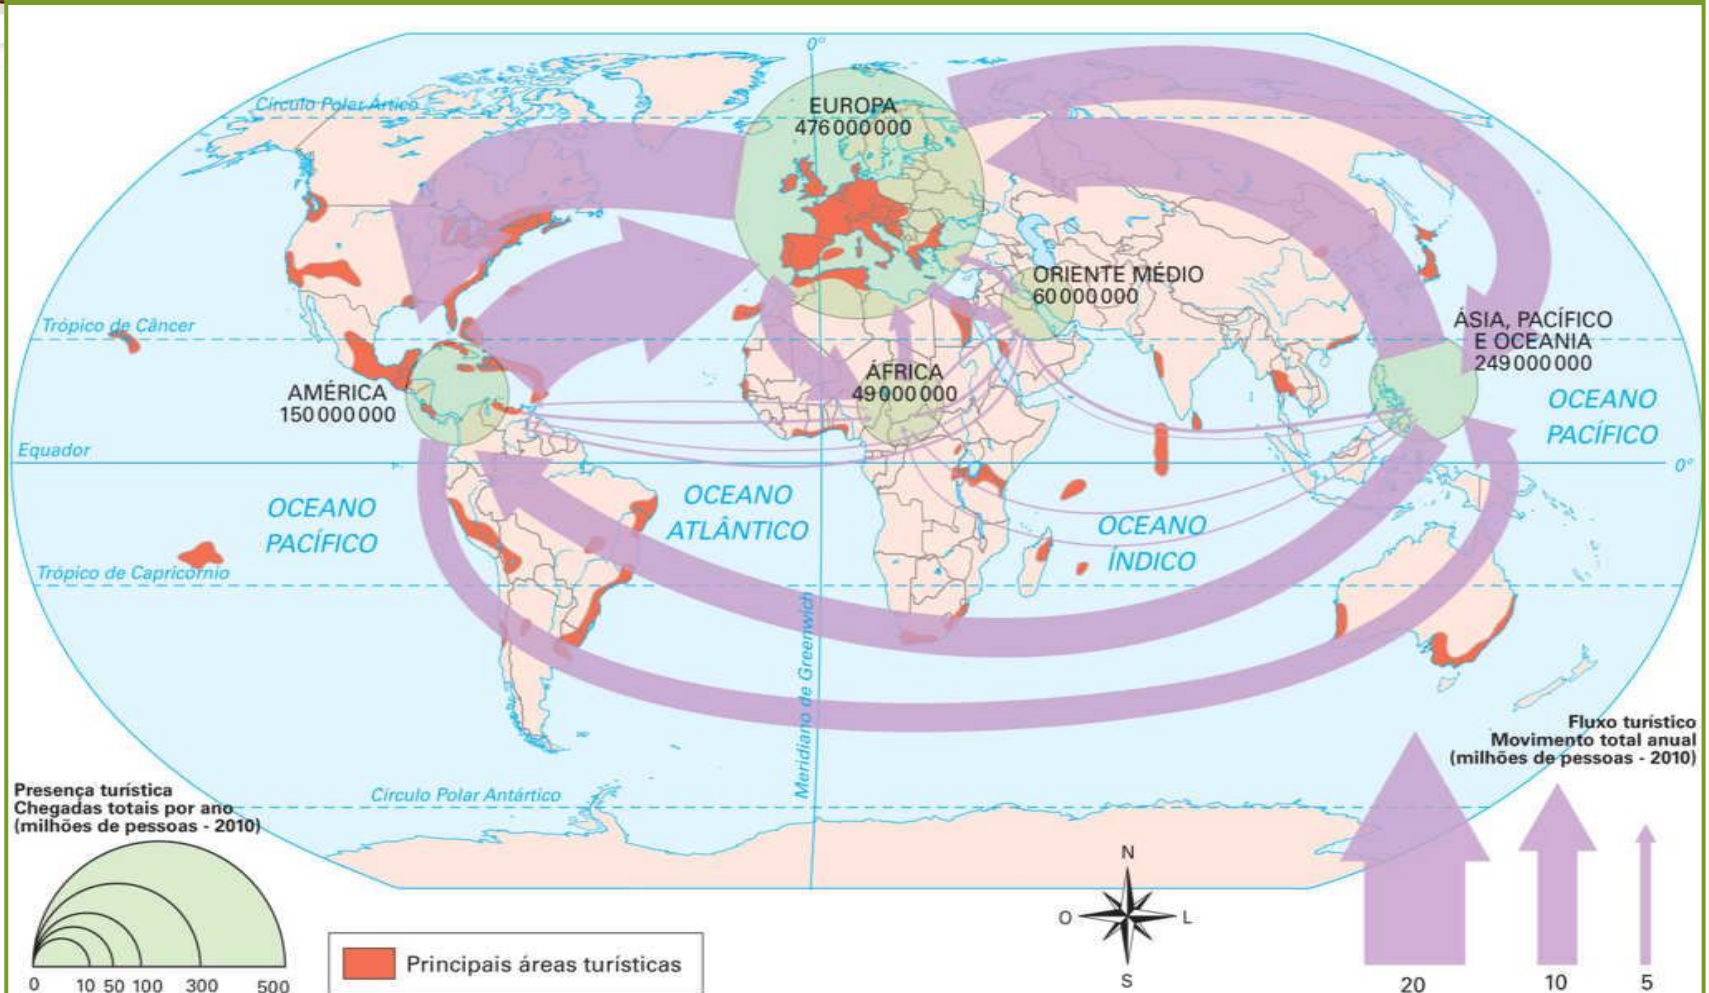 0°
Círculo Polar Ártico
EUROPA
476 000 000
ORIENTE MÉDIO
60 000 000
Trópico de Câncer
ÁSIA, PACÍFICO
E OCEANIA
249 000 000
AMÉRICA
150 000 000
ÁFRICA
49 000 000
OCEANO
PACÍFICO
Equador
0°
OCEANO
PACÍFICO
OCEANO
ATLÂNTICO
OCEANO
ÍNDICO
Trópico de Capricórnio
Meridiano de Greenwich
Círculo Polar Antártico
Fluxo turístico
Movimento total anual
(milhões de pessoas - 2010)
20
10
5
Presença turística
Chegadas totais por ano
(milhões de pessoas - 2010)
0 10 50 100 300 500
Principais áreas turísticas
N
O
L
S